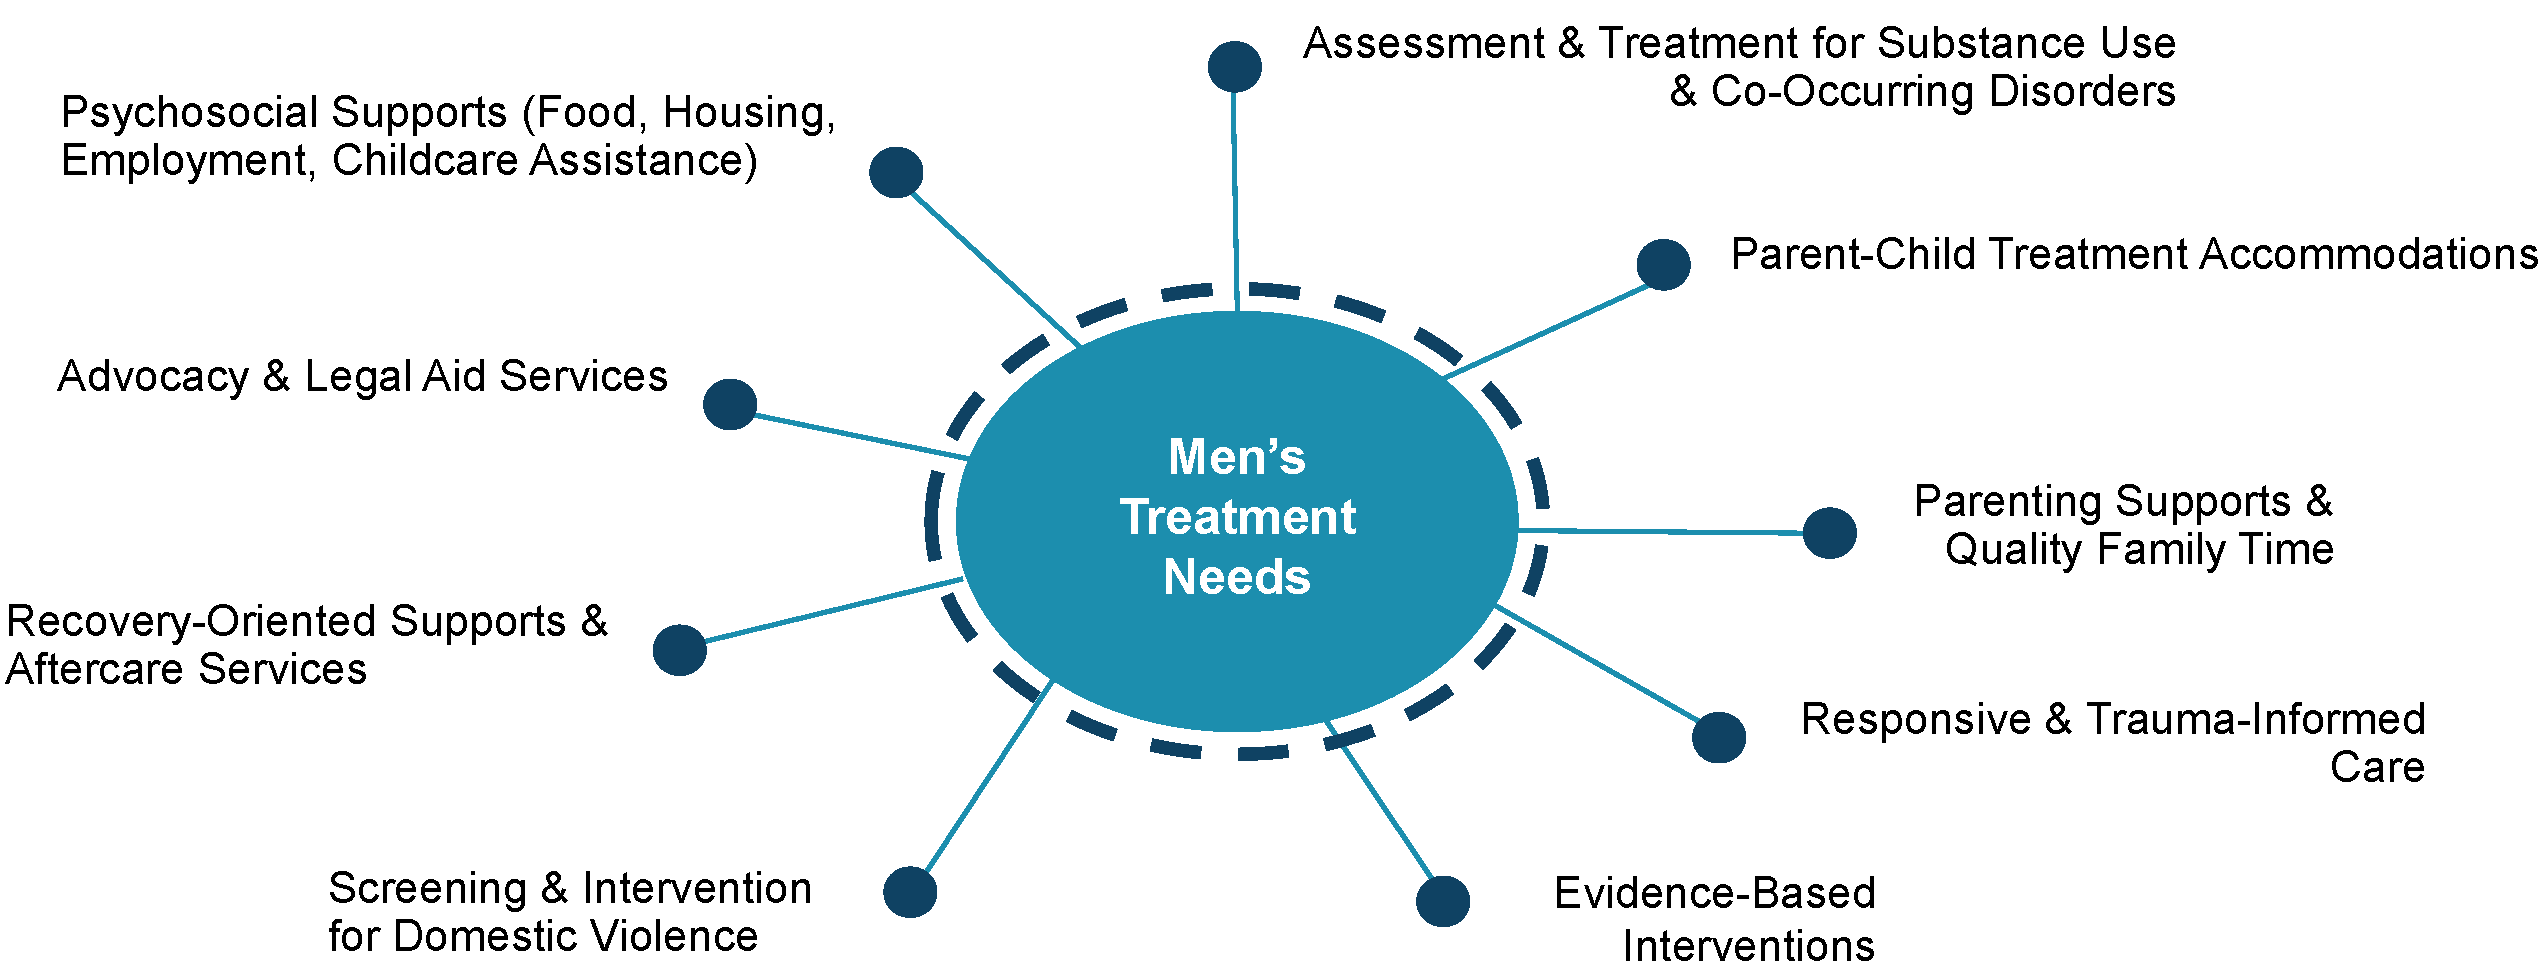 Assessment & Treatment for Substance Use
& Co-Occurring Disorders
Psychosocial Supports (Food, Housing,
Employment, Childcare Assistance)
Parent-Child Treatment Accommodations
Advocacy & Legal Aid Services
Men’s
Treatment
Needs
Parenting Supports &
Quality Family Time
Recovery-Oriented Supports &
Aftercare Services
Responsive & Trauma-Informed
Care
Screening & Intervention
for Domestic Violence
Evidence-Based
Interventions